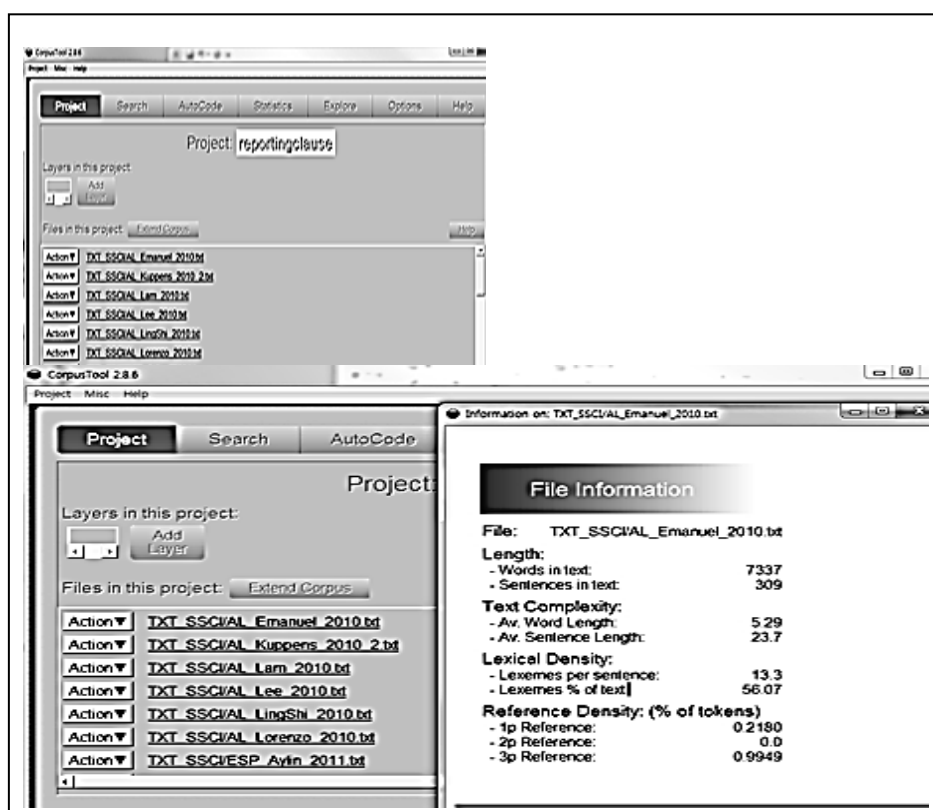 CorpusTool 2.8.6
Project Misc Help
Project Search AutoCode Statistics Explore Options Help
Project: reportingclause
Layers in this project:
Add
Layer
Files in this project: Extend Corpus Help
Action▼ TXT_SSCI/AL_Emanuel_2010.txt
Action▼ TXT_SSCI/AL_Kuppens_2010_2.txt
Action▼ TXT_SSCI/AL_Lam_2010.txt
Action▼ TXT_SSCI/AL_Lee_2010.txt
Action▼ TXT_SSCI/AL_LingShi_2010.txt
Action▼ TXT_SSCI/AL_Lorenzo_2010.txt
CorpusTool 2.8.6
Project Misc Help
Project Search AutoCode
Project:
Layers in this project:
Add
Layer
Files in this project: Extend Corpus
Action▼ TXT_SSCI/AL_Emanuel_2010.txt
Action▼ TXT_SSCI/AL_Kuppens_2010_2.txt
Action▼ TXT_SSCI/AL_Lam_2010.txt
Action▼ TXT_SSCI/AL_Lee_2010.txt
Action▼ TXT_SSCI/AL_LingShi_2010.txt
Action▼ TXT_SSCI/AL_Lorenzo_2010.txt
Action▼ TXT_SSCI/ESP_Aylin_2011.txt
Information on: TXT_SSCI/AL_Emanuel_2010.txt
File Information
File: TXT_SSCI/AL_Emanuel_2010.txt
Length:
- Words in text: 7337
- Sentences in text: 309
Text Complexity:
- Av. Word Length: 5.29
- Av. Sentence Length: 23.7
Lexical Density:
- Lexemes per sentence: 13.3
- Lexemes % of text: 56.07
Reference Density: (% of tokens)
- 1p Reference: 0.2180
- 2p Reference: 0.0
- 3p Reference: 0.9949